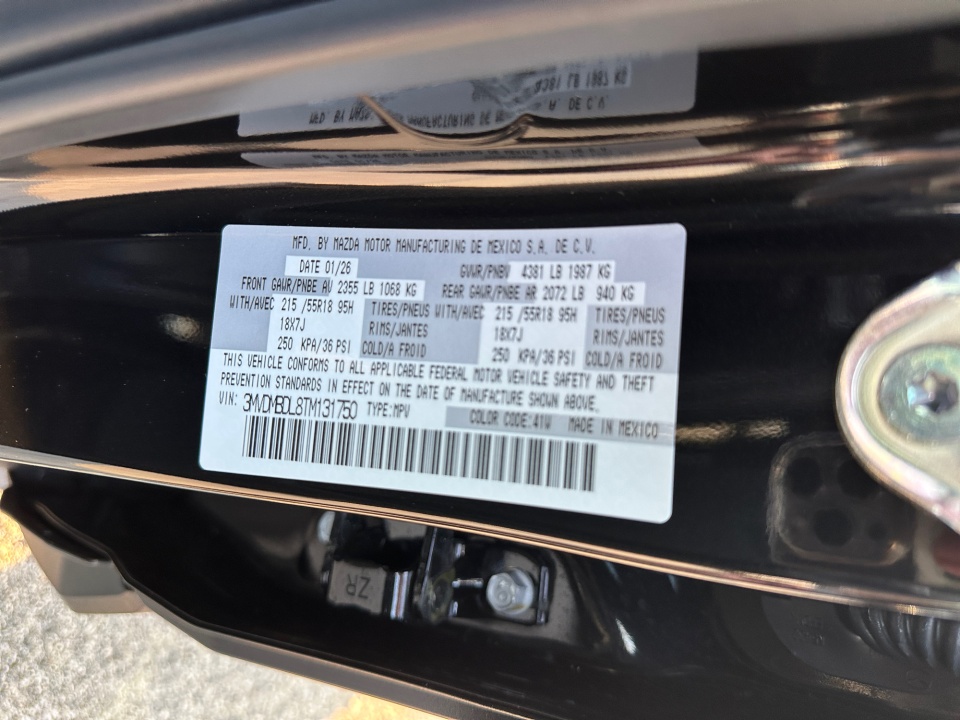 MFD. BY MAZDA MOTOR MANUFACTURING DE MEXICO S.A. DE C.V.
DATE 01/26 GVWR/PNBV 4381 LB 1987 KG
FRONT GAWR/PNBE AV 2355 LB 1068 KG REAR GAWR/PNBE AR 2072 LB 940 KG
WITH/AVEC 215 /55R18 95H TIRES/PNEUS WITH/AVEC 215 /55R18 95H TIRES/PNEUS
18X7J RIMS/JANTES 18X7J RIMS/JANTES
250 KPA/36 PSI COLD/A FROID 250 KPA/36 PSI COLD/A FROID
THIS VEHICLE CONFORMS TO ALL APPLICABLE FEDERAL MOTOR VEHICLE SAFETY AND THEFT
PREVENTION STANDARDS IN EFFECT ON THE DATE OF MANUFACTURE SHOWN ABOVE.
VIN: 3MVDMBDL8TM131750 TYPE:MPV COLOR CODE:41W MADE IN MEXICO
ZR